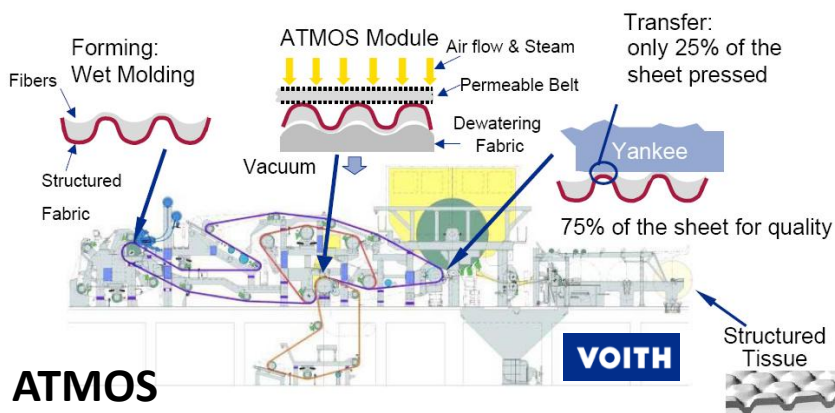 Forming:
Wet Molding
Fibers
Structured
Fabric
ATMOS Module
Air flow & Steam
Permeable Belt
Dewatering
Fabric
Vacuum
Transfer:
only 25% of the
sheet pressed
Yankee
75% of the sheet for quality
VOITH
Structured
Tissue
ATMOS